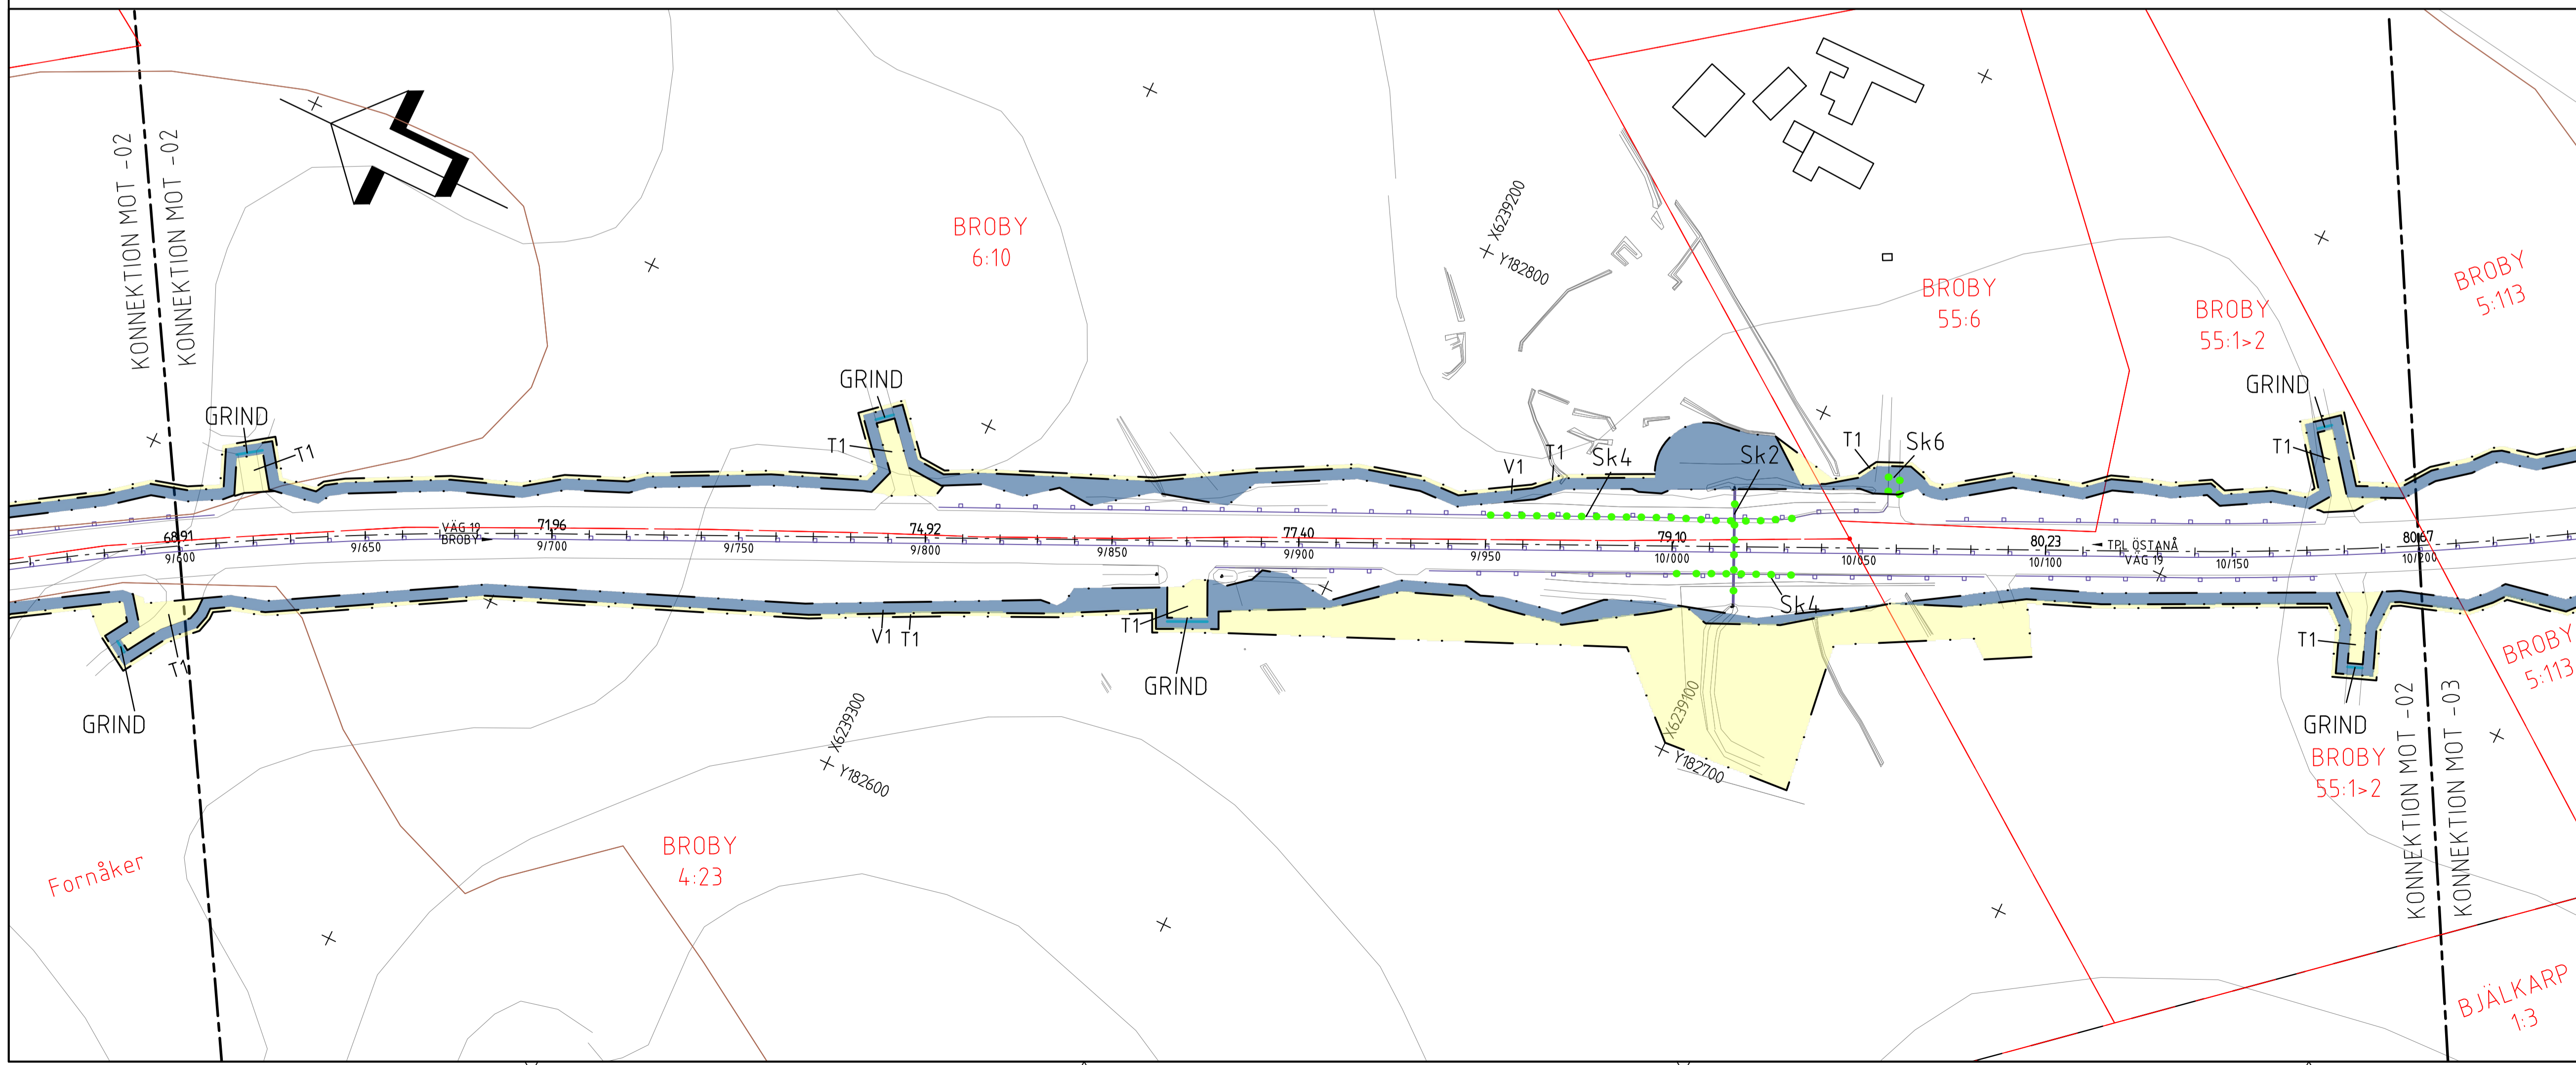 KONNEKTION MOT -02
KONNEKTION MOT -02
BROBY
6:10
X6239200
Y182800
BROBY
55:6
BROBY
55:1>2
BROBY
5:113
GRIND
T1
GRIND
T1
V1
T1
Sk4
Sk2
T1
Sk6
GRIND
T1
68.91
9/600
9/650
VÄG 19
BROBY
71.96
9/700
9/750
74.92
9/800
9/850
77.40
9/900
9/950
79.10
10/000
10/050
80.23
10/100
TPL ÖSTANÅ
VÄG 19
10/150
80.67
10/200
T1
GRIND
V1
T1
T1
GRIND
Sk4
T1
GRIND
X6239300
Y182600
X6239100
Y182700
BROBY
55:1>2
BROBY
5:113
KONNEKTION MOT -02
KONNEKTION MOT -03
Fornåker
BROBY
4:23
BJÄLKARP
1:3